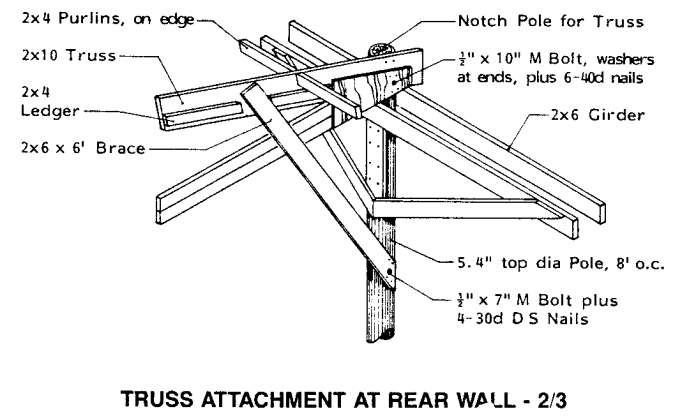 2x4 Purlins, on edge
2x10 Truss
2x4
Ledger
2x6 x 6' Brace
Notch Pole for Truss
½" x 10" M Bolt, washers
at ends, plus 6-40d nails
2x6 Girder
5.4" top dia Pole, 8' o.c.
½" x 7" M Bolt plus
4-30d D S Nails
TRUSS ATTACHMENT AT REAR WALL - 2/3